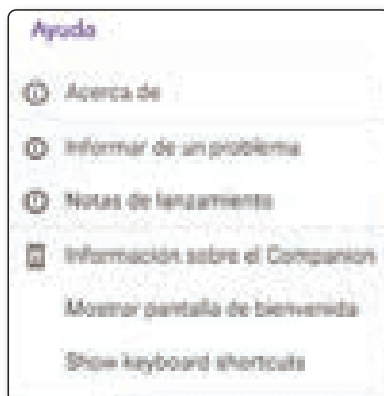 Ayuda
Acerca de
Informar de un problema
Notas de lanzamiento
Información sobre el Companion
Mostrar pantalla de bienvenida
Show keyboard shortcuts